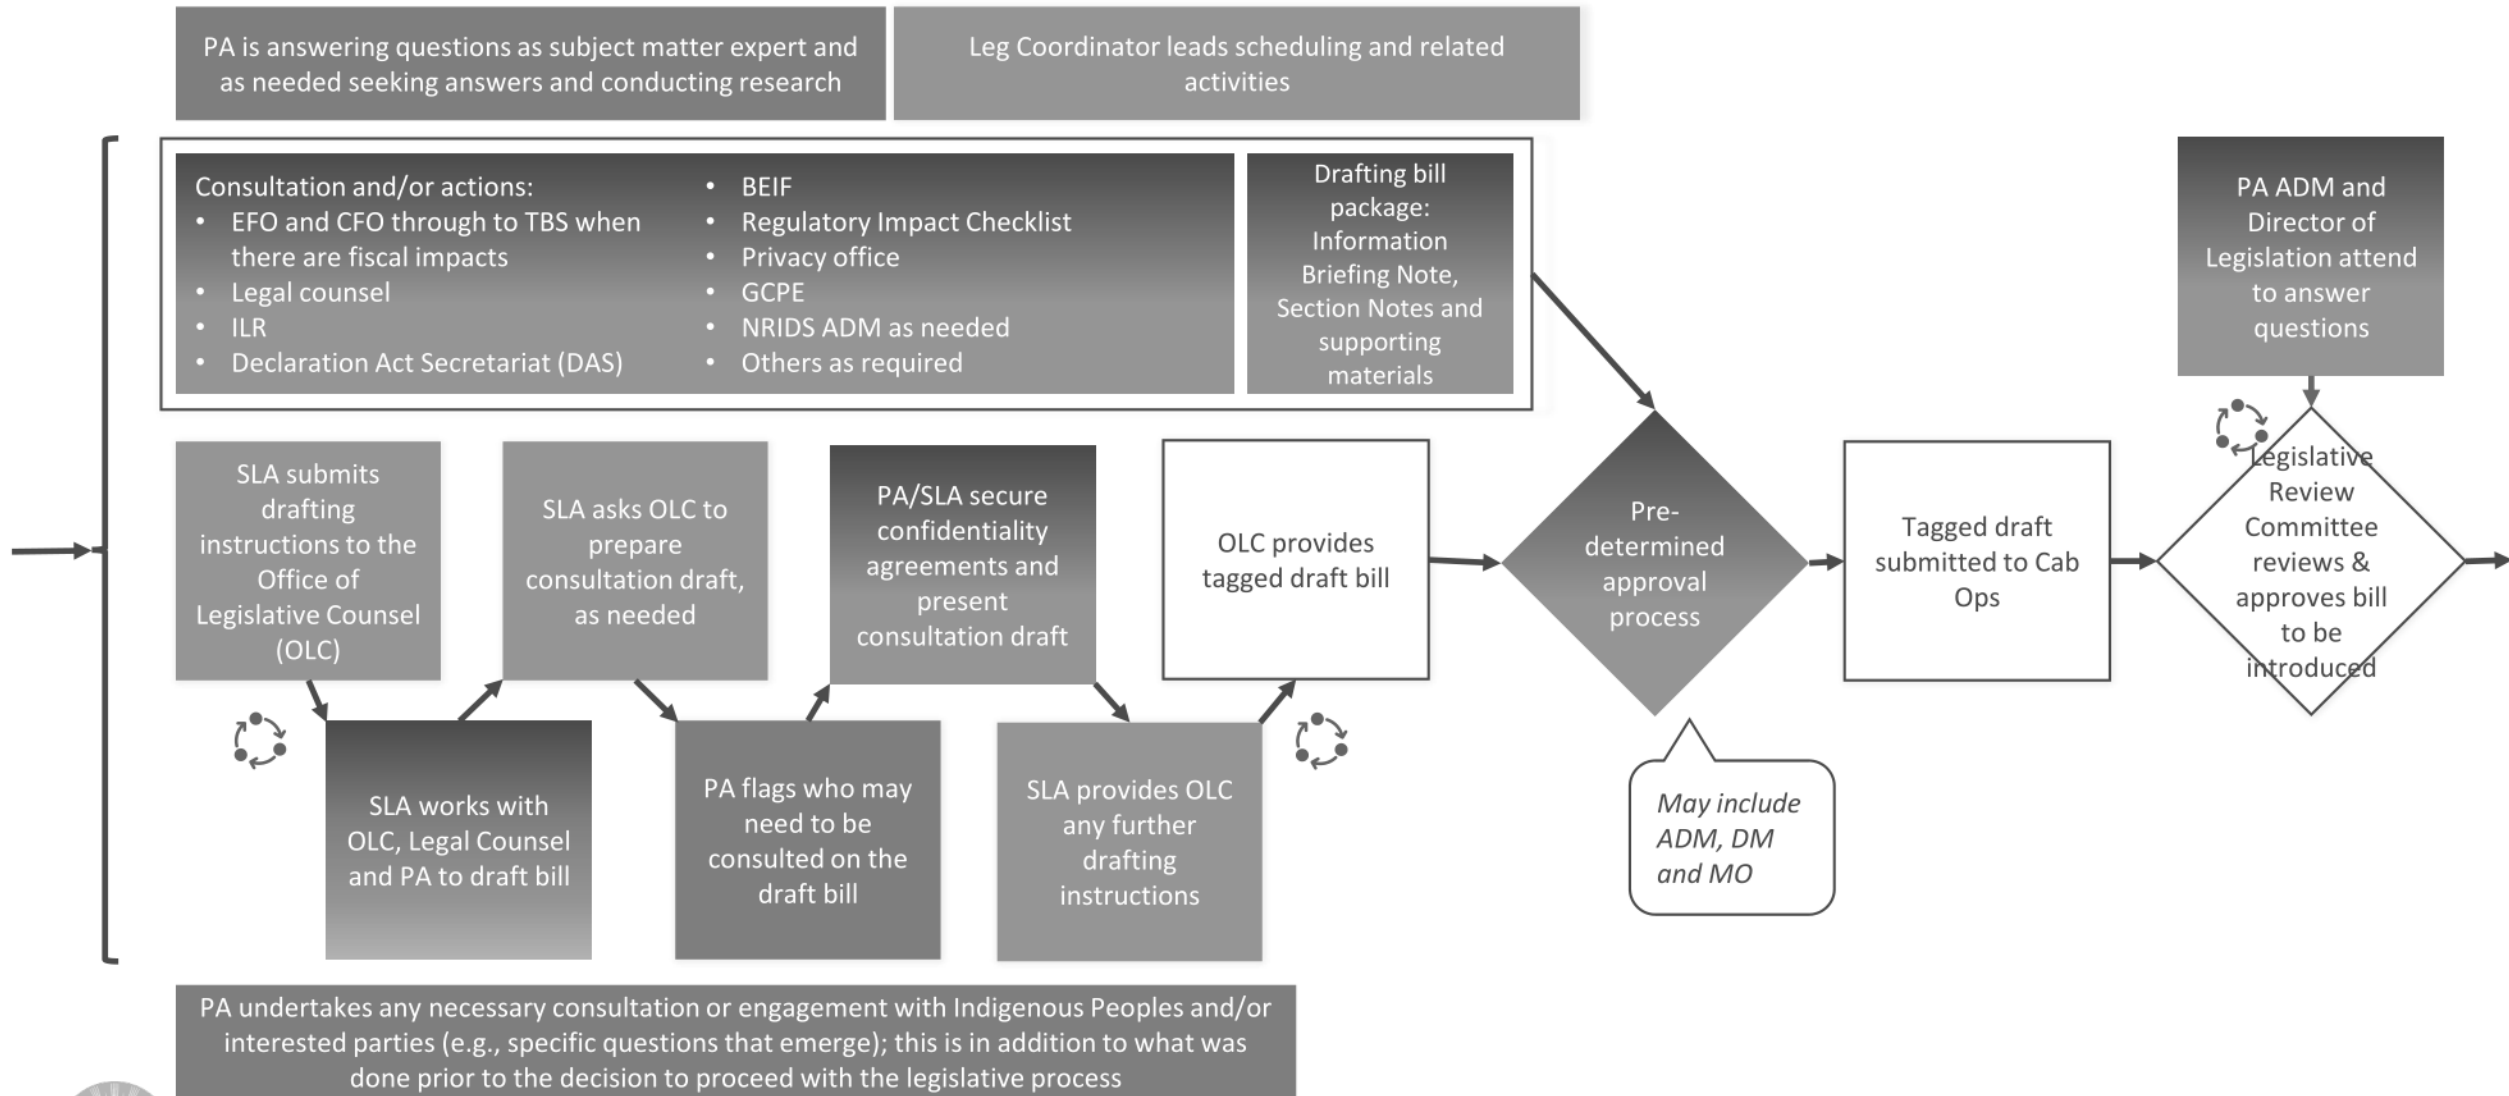 PA is answering questions as subject matter expert and
as needed seeking answers and conducting research
Leg Coordinator leads scheduling and related
activities
Consultation and/or actions:
• EFO and CFO through to TBS when
there are fiscal impacts
• Legal counsel
• ILR
• Declaration Act Secretariat (DAS)
• BEIF
• Regulatory Impact Checklist
• Privacy office
• GCPE
• NRIDS ADM as needed
• Others as required
Drafting bill
package:
Information
Briefing Note,
Section Notes and
supporting
materials
PA ADM and
Director of
Legislation attend
to answer
questions
SLA submits
drafting
instructions to the
Office of
Legislative Counsel
(OLC)
SLA works with
OLC, Legal Counsel
and PA to draft bill
SLA asks OLC to
prepare
consultation draft,
as needed
PA flags who may
need to be
consulted on the
draft bill
PA/SLA secure
confidentiality
agreements and
present
consultation draft
SLA provides OLC
any further
drafting
instructions
OLC provides
tagged draft bill
Pre-
determined
approval
process
May include
ADM, DM
and MO
Tagged draft
submitted to Cab
Ops
Legislative
Review
Committee
reviews &
approves bill
to be
introduced
PA undertakes any necessary consultation or engagement with Indigenous Peoples and/or
interested parties (e.g., specific questions that emerge); this is in addition to what was
done prior to the decision to proceed with the legislative process